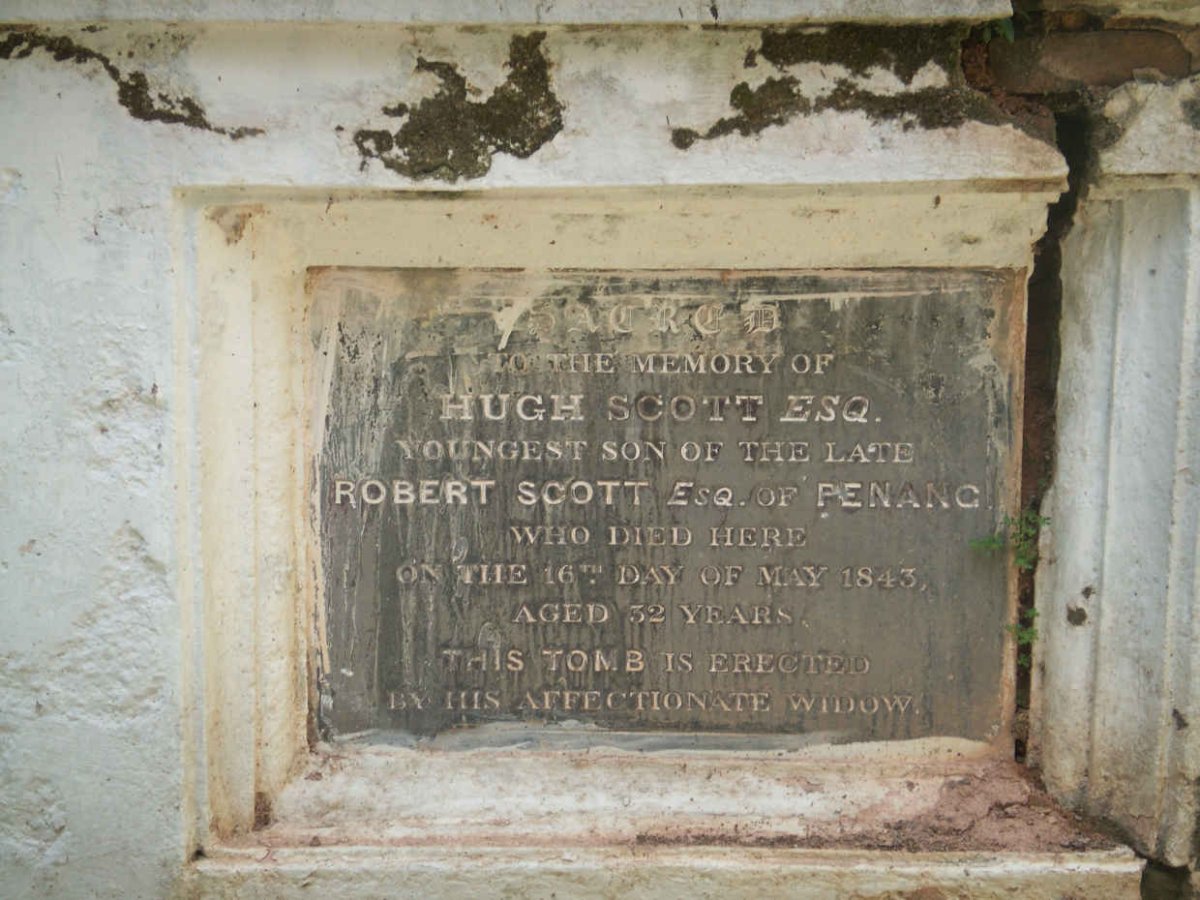 SACRED
TO THE MEMORY OF
HUGH SCOTT ESQ.
YOUNGEST SON OF THE LATE
ROBERT SCOTT ESQ. OF PENANG
WHO DIED HERE
ON THE 16TH DAY OF MAY 1843,
AGED 32 YEARS.
THIS TOMB IS ERECTED
BY HIS AFFECTIONATE WIDOW.